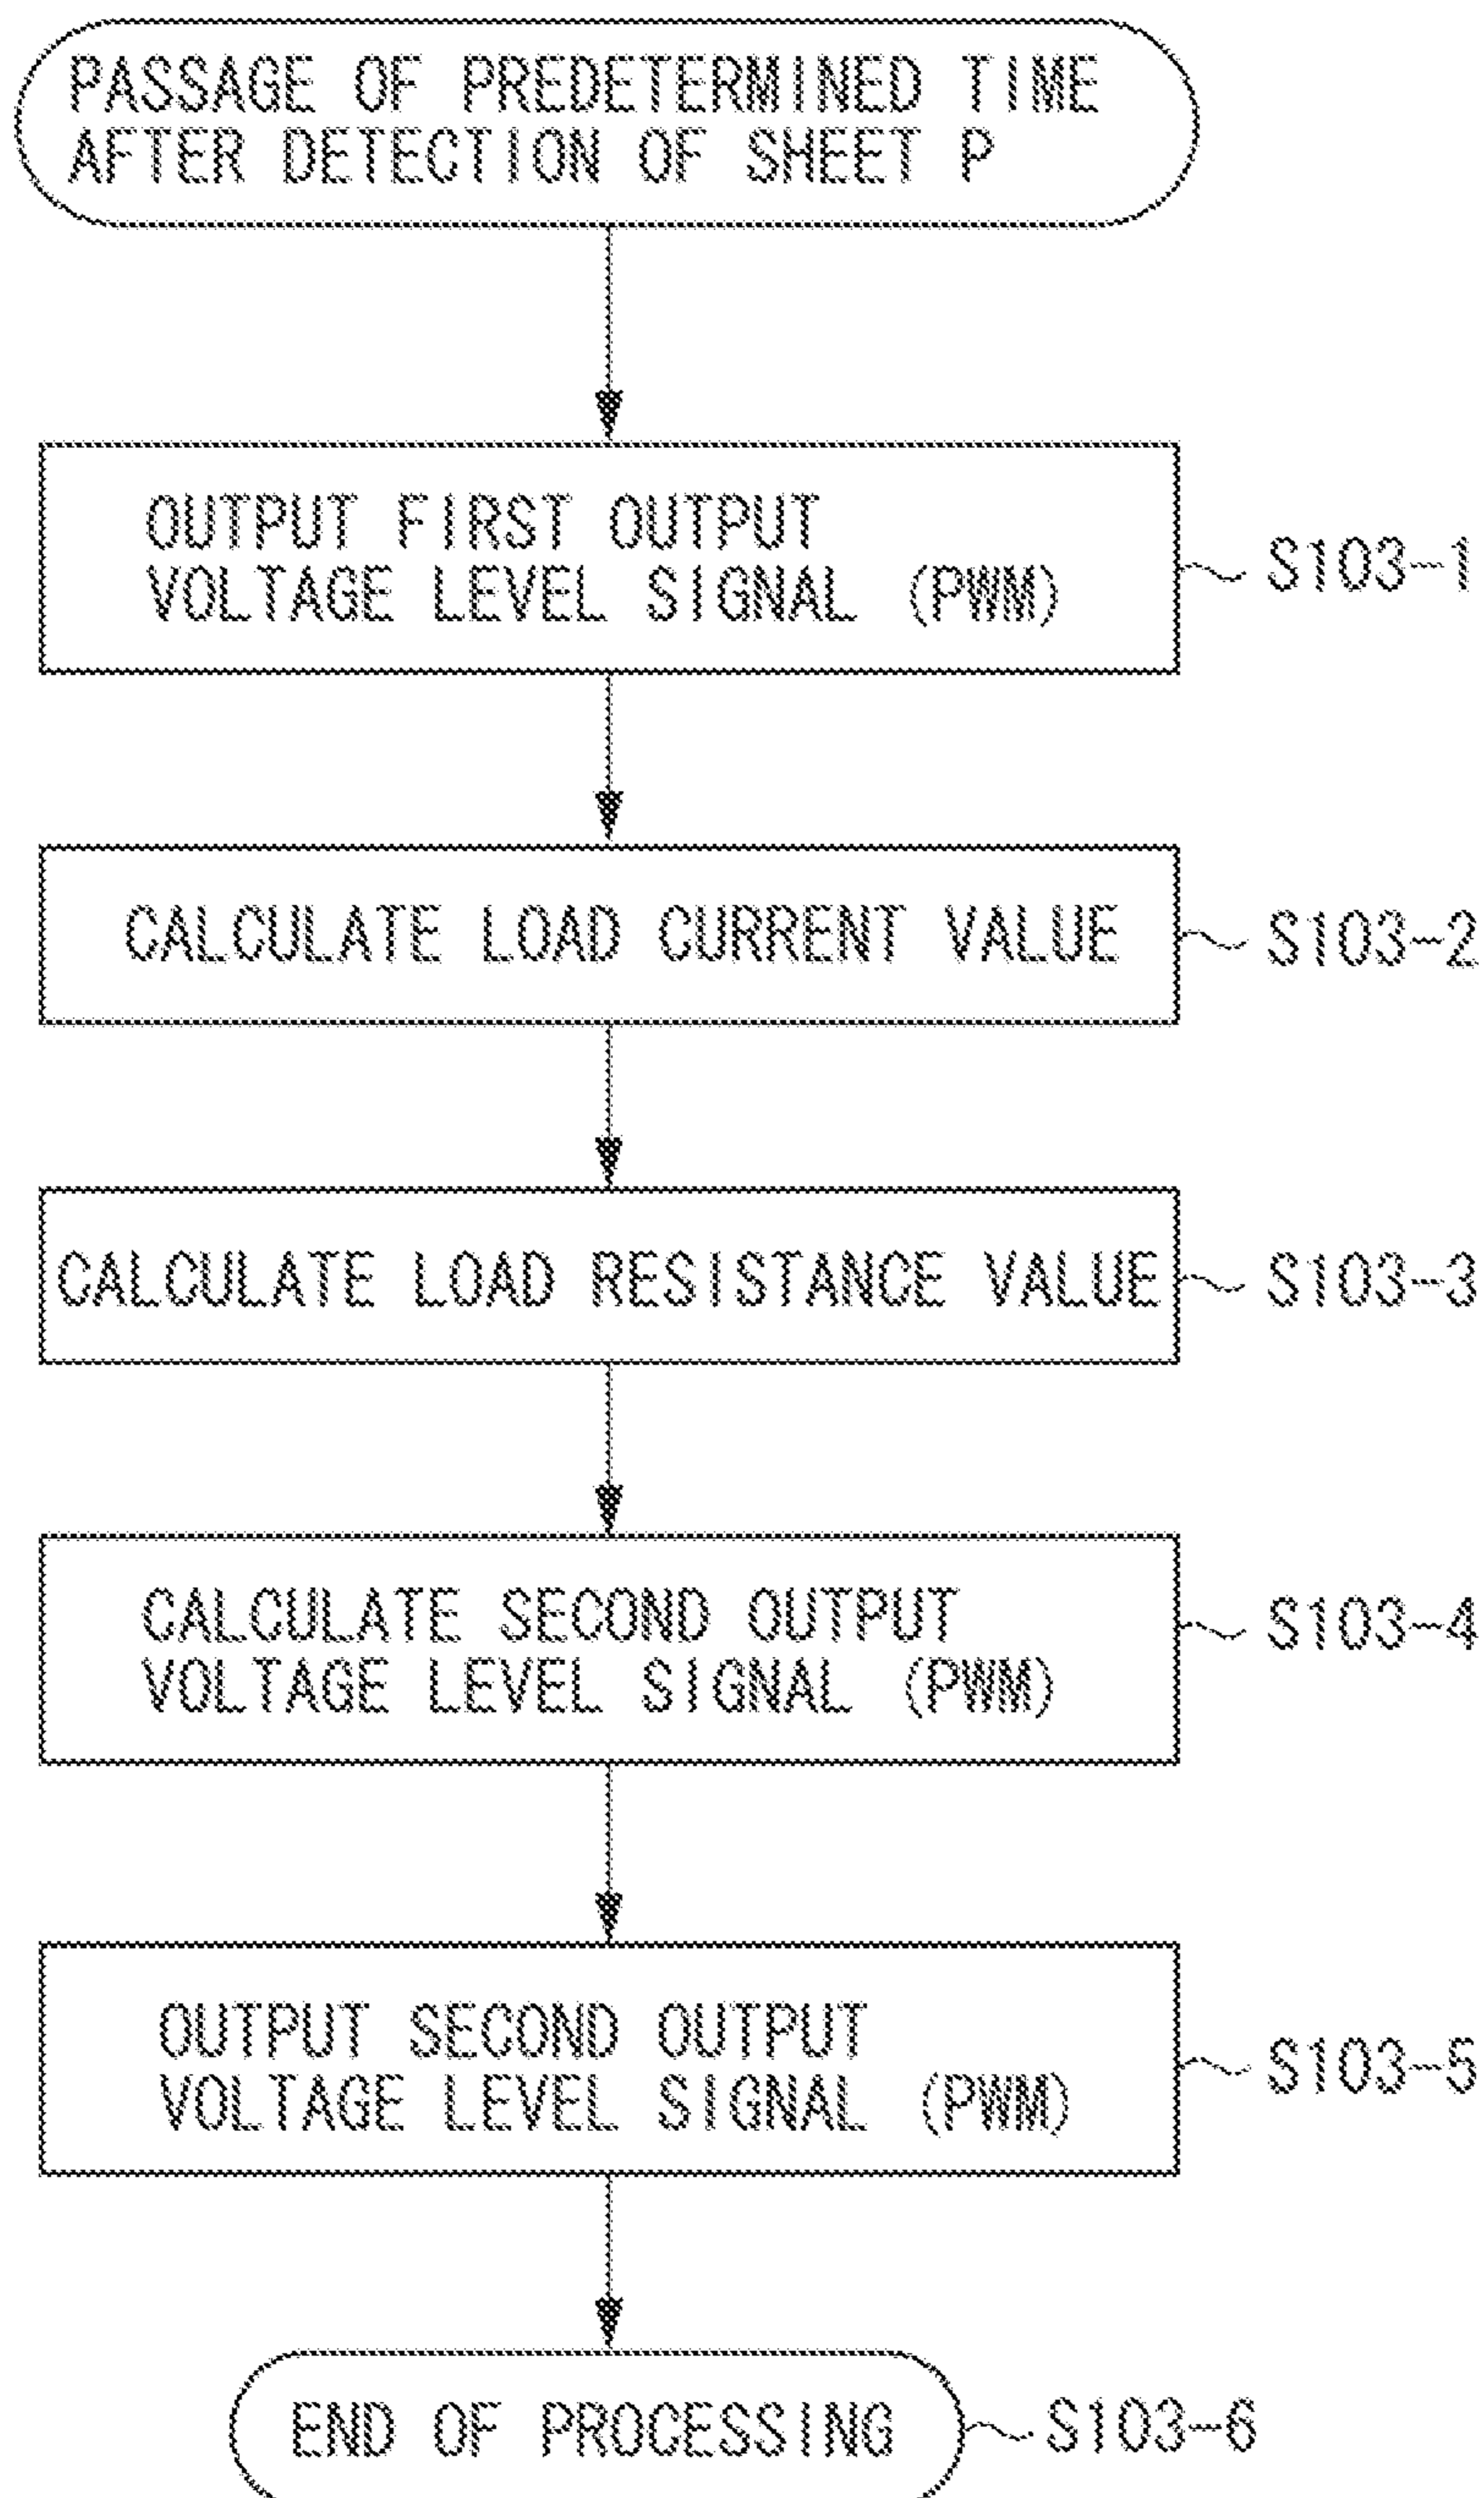 PASSAGE OF PREDETERMINED TIME
AFTER DETECTION OF SHEET P
OUTPUT FIRST OUTPUT
VOLTAGE LEVEL SIGNAL (PWM)
S103-1
CALCULATE LOAD CURRENT VALUE
S103-2
CALCULATE LOAD RESISTANCE VALUE
S103-3
CALCULATE SECOND OUTPUT
VOLTAGE LEVEL SIGNAL (PWM)
S103-4
OUTPUT SECOND OUTPUT
VOLTAGE LEVEL SIGNAL (PWM)
S103-5
END OF PROCESSING
S103-6